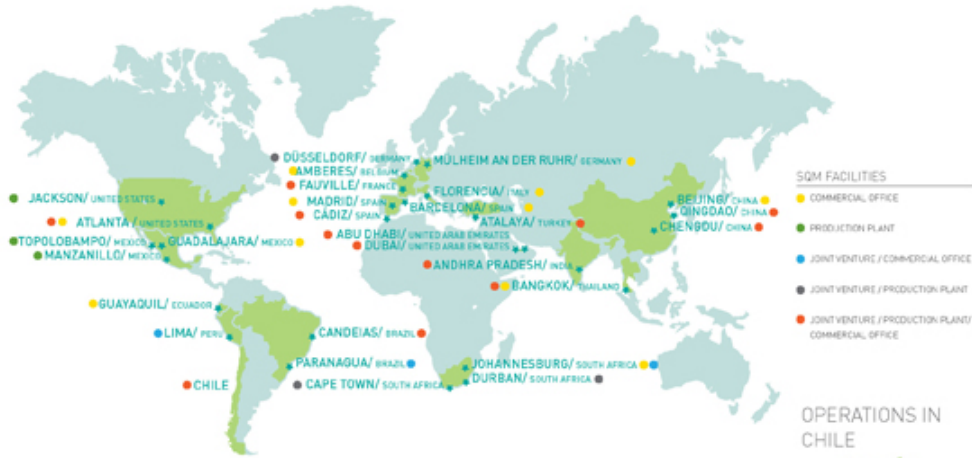 DÜSSELDORF/ GERMANY
MÜLHEIM AN DER RUHR/ GERMANY
AMBERES/ BELGIUM
FAUVILLE/ FRANCE
FLORENCIA/ ITALY
JACKSON/ UNITED STATES
MADRID/ SPAIN
BARCELONA/ SPAIN
CÁDIZ/ SPAIN
ATALAYA/ TURKEY
BEIJING/ CHINA
QINGDAO/ CHINA
CHENGDU/ CHINA
ATLANTA/ UNITED STATES
ABU DHABI/ UNITED ARAB EMIRATES
DUBAI/ UNITED ARAB EMIRATES
TOPOLOBAMPO/ MEXICO
GUADALAJARA/ MEXICO
MANZANILLO/ MEXICO
ANDHRA PRADESH/ INDIA
BANGKOK/ THAILAND
GUAYAQUIL/ ECUADOR
LIMA/ PERU
CANDEIAS/ BRAZIL
PARANAGUA/ BRAZIL
JOHANNESBURG/ SOUTH AFRICA
CHILE
CAPE TOWN/ SOUTH AFRICA
DURBAN/ SOUTH AFRICA
SQM FACILITIES
COMMERCIAL OFFICE
PRODUCTION PLANT
JOINT VENTURE / COMMERCIAL OFFICE
JOINT VENTURE / PRODUCTION PLANT
JOINT VENTURE / PRODUCTION PLANT/
COMMERCIAL OFFICE
OPERATIONS IN
CHILE